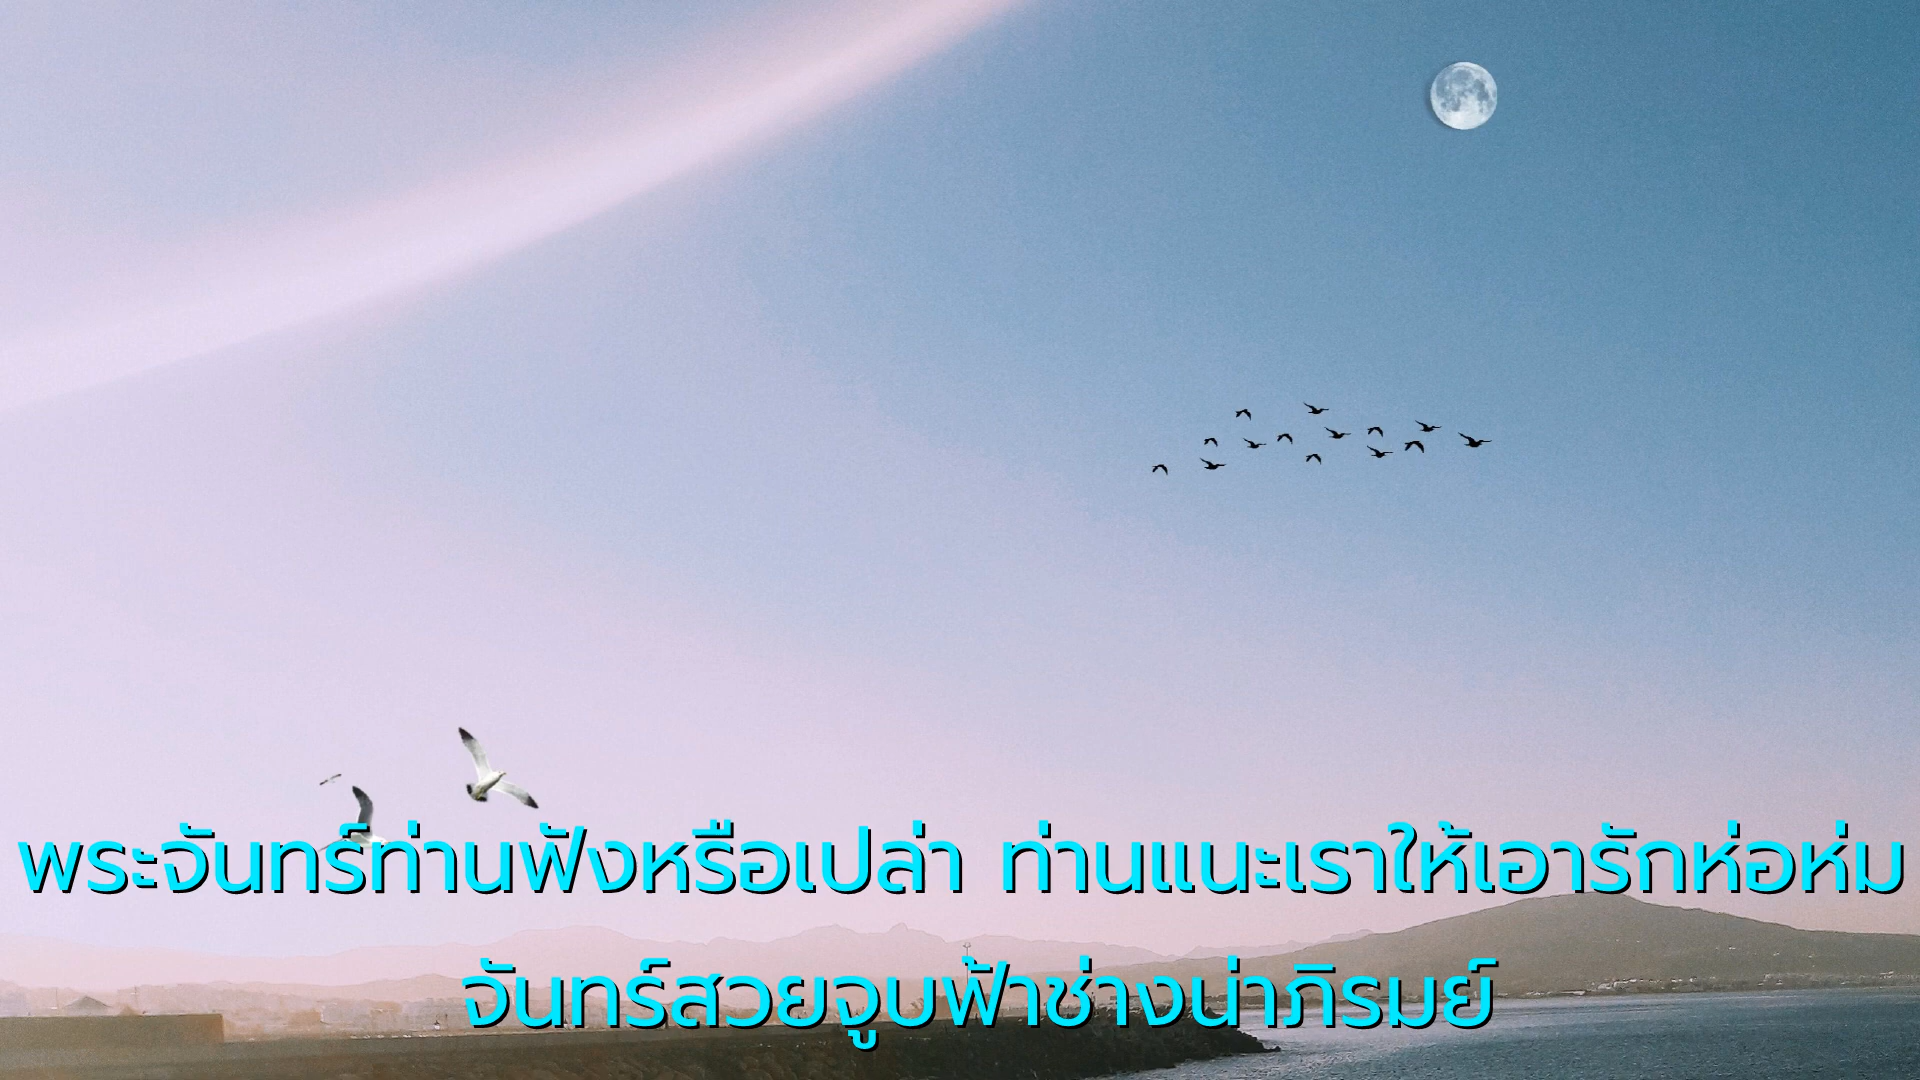 พระจันทร์ท่านฟังหรือเปล่า ท่านแนะเราให้เอารักห่อห่ม
จันทร์สวยจูบฟ้าช่างน่าภิรมย์